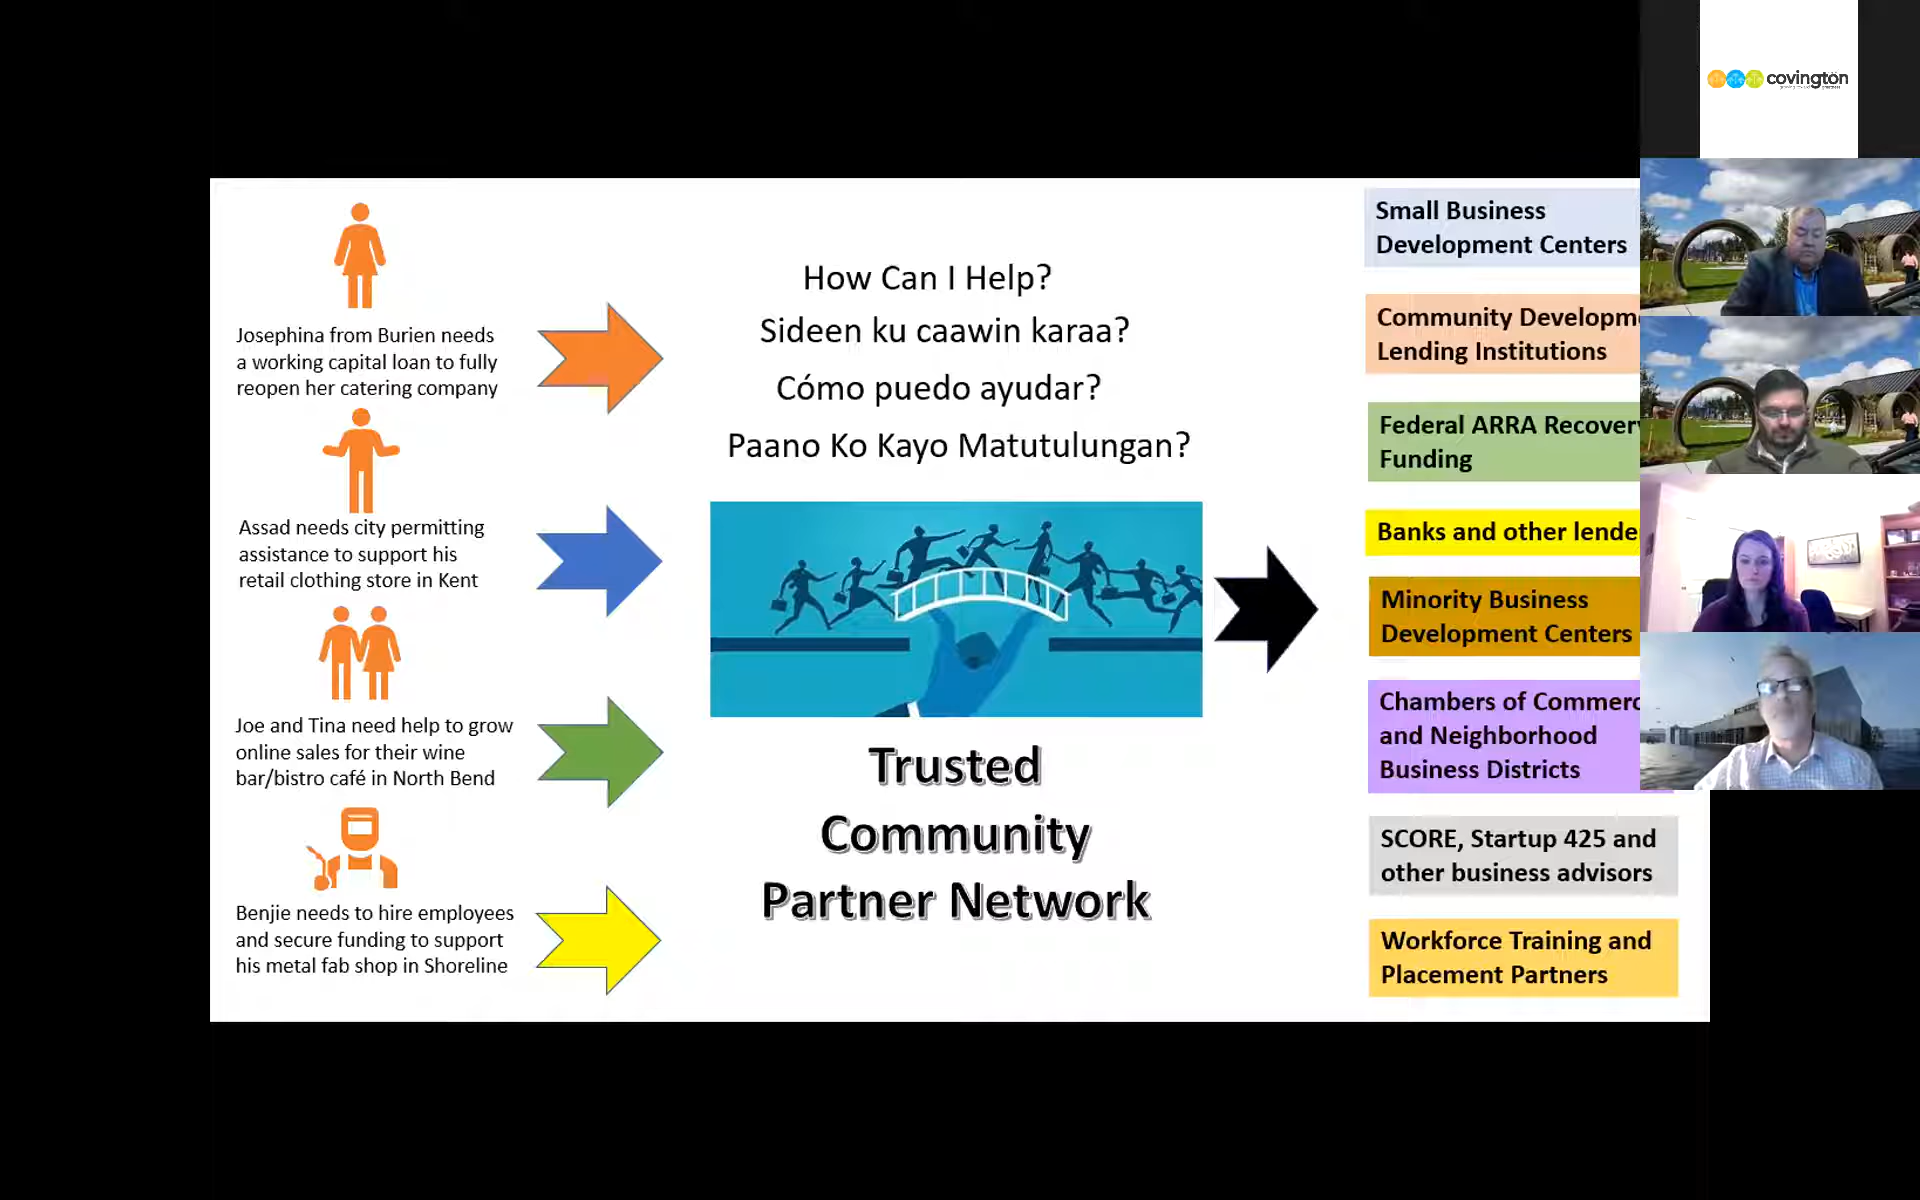 Josephina from Burien needs
a working capital loan to fully
reopen her catering company
Assad needs city permitting
assistance to support his
retail clothing store in Kent
Joe and Tina need help to grow
online sales for their wine
bar/bistro café in North Bend
Benjie needs to hire employees
and secure funding to support
his metal fab shop in Shoreline
How Can I Help?
Sideen ku caawin karaa?
Cómo puedo ayudar?
Paano Ko Kayo Matutulungan?
Trusted
Community
Partner Network
Small Business
Development Centers
Community Developm
Lending Institutions
Federal ARRA Recover
Funding
Banks and other lende
Minority Business
Development Centers
Chambers of Commerc
and Neighborhood
Business Districts
SCORE, Startup 425 and
other business advisors
Workforce Training and
Placement Partners
covington